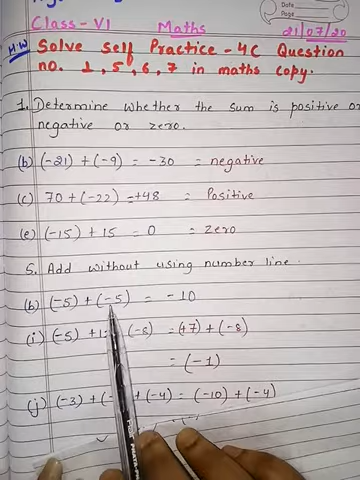 Date
Page
Class-VI Maths 21/07/20
H.W Solve Self Practice - 4C Question
no. 1, 5, 6, 7 in maths copy.
1. Determine whether the sum is positive or
negative or zero.
(b) (-21) + (-9) = -30 = negative
(c) 70 + (-22) = +48 = Positive
(e) (-15) + 15 = 0 = zero
5. Add without using number line.
(b) (-5) + (-5) = -10
(i) (-5) + (-8) = (+7) + (-8)
= (-1)
(j) (-3) + + (-4) = (-10) + (-4)